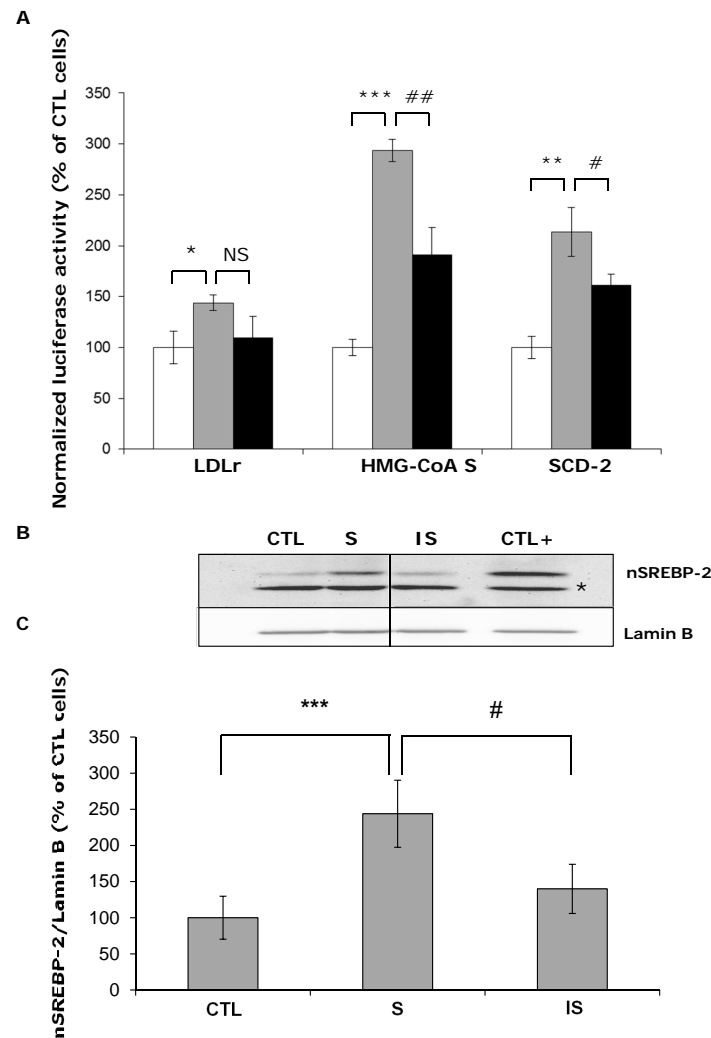 A
Normalized luciferase activity (% of CTL cells)
350
300
250
200
150
100
50
0
* NS
*** ##
** #
LDLr HMG-CoA S SCD-2
B
CTL S IS CTL+
nSREBP-2
*
Lamin B
C
nSREBP-2/Lamin B (% of CTL cells)
*** #
350
300
250
200
150
100
50
0
CTL S IS